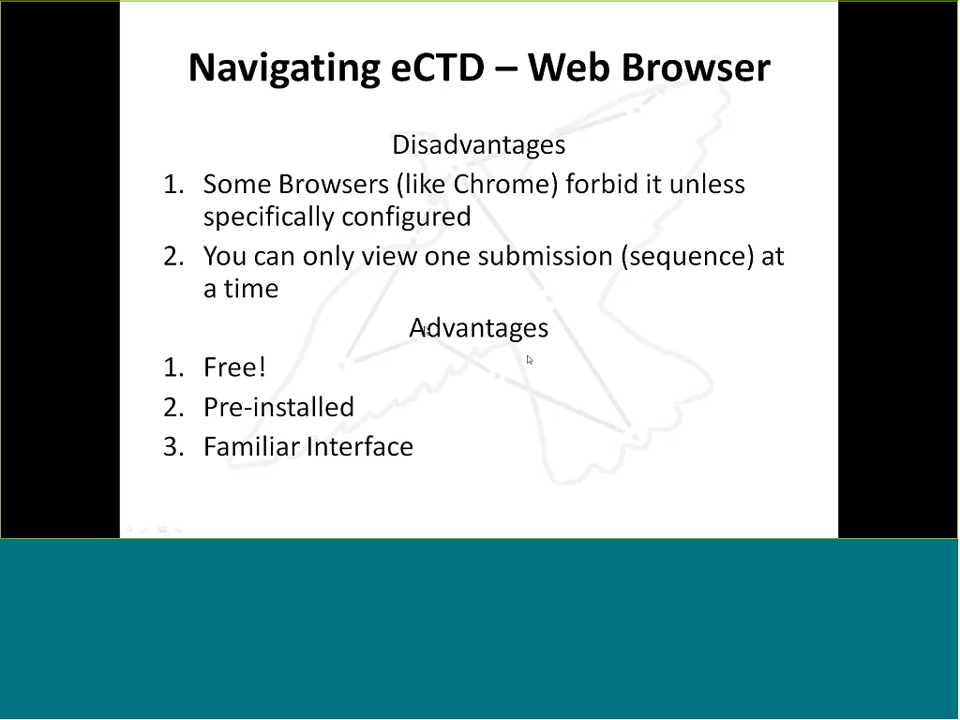 Navigating eCTD – Web Browser
Disadvantages
1. Some Browsers (like Chrome) forbid it unless
specifically configured
2. You can only view one submission (sequence) at
a time
Advantages
1. Free!
2. Pre-installed
3. Familiar Interface